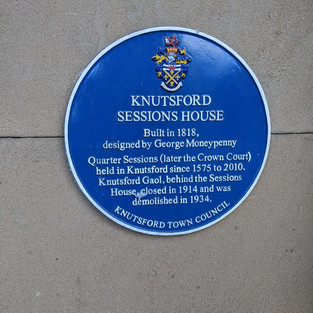 KNUTSFORD
SESSIONS HOUSE
Built in 1818,
designed by George Moneypenny
Quarter Sessions (later the Crown Court)
held in Knutsford since 1575 to 2010.
Knutsford Gaol, behind the Sessions
House, closed in 1914 and was
demolished in 1934.
KNUTSFORD TOWN COUNCIL